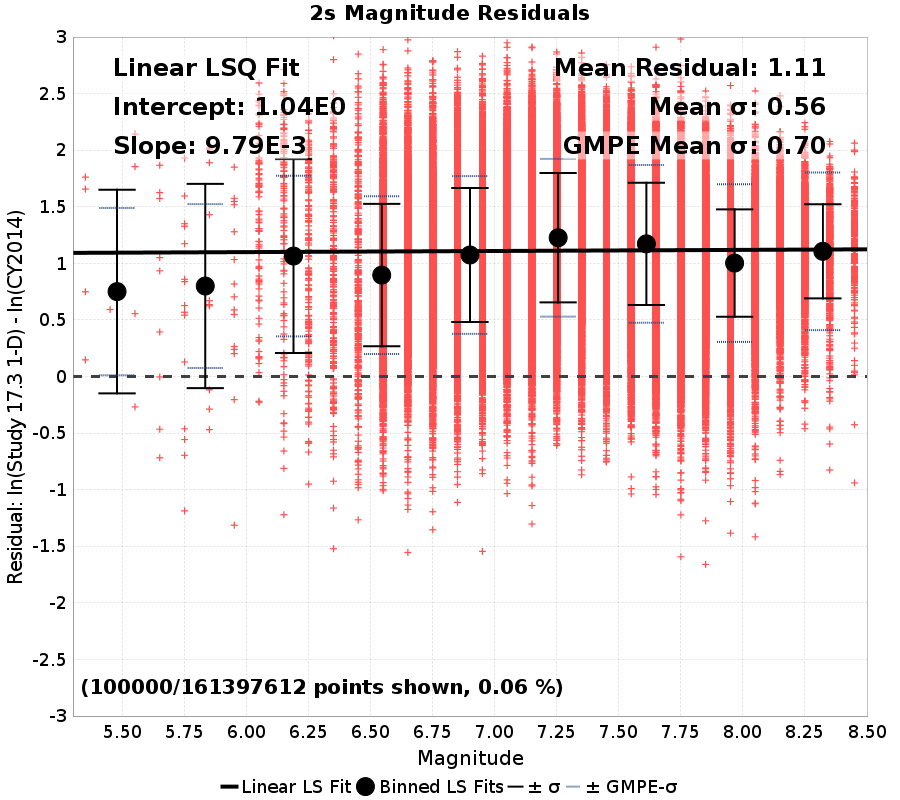 2s Magnitude Residuals
Linear LSQ Fit
Intercept: 1.04E0
Slope: 9.79E-3
Mean Residual: 1.11
Mean σ: 0.56
GMPE Mean σ: 0.70
Residual: ln(Study 17.3 1-D) - ln(CY2014)
3
2.5
2
1.5
1
0.5
0
-0.5
-1
-1.5
-2
-2.5
-3
(100000/161397612 points shown, 0.06 %)
5.50 5.75 6.00 6.25 6.50 6.75 7.00 7.25 7.50 7.75 8.00 8.25 8.50
Magnitude
Linear LS Fit Binned LS Fits ± σ ± GMPE-σ